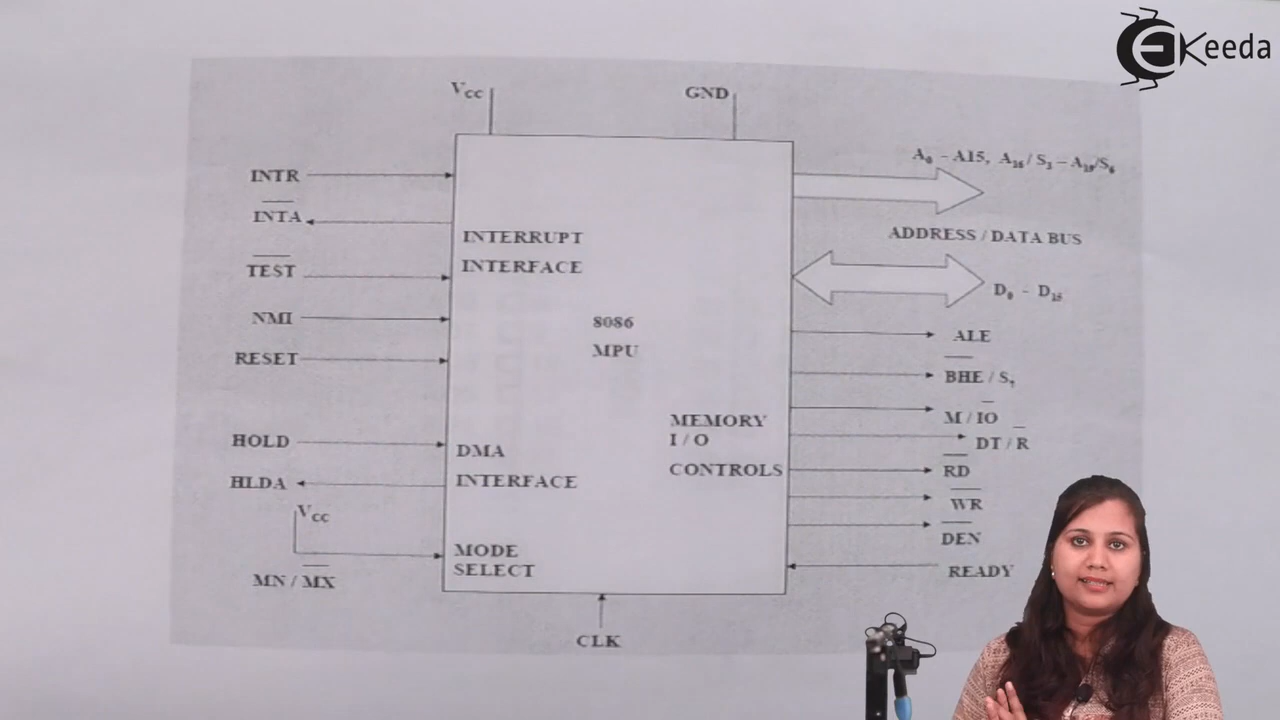 EKeeda
Vcc
GND
INTR
INTA
TEST
NMI
RESET
HOLD
HLDA
Vcc
MN / MX
INTERRUPT
INTERFACE
8086
MPU
DMA
INTERFACE
MODE
SELECT
MEMORY
I / O
CONTROLS
CLK
A0 - A15, A16 / S3 - A19/S6
ADDRESS / DATA BUS
D0 - D15
ALE
BHE / S7
M / IO
DT / R
RD
WR
DEN
READY